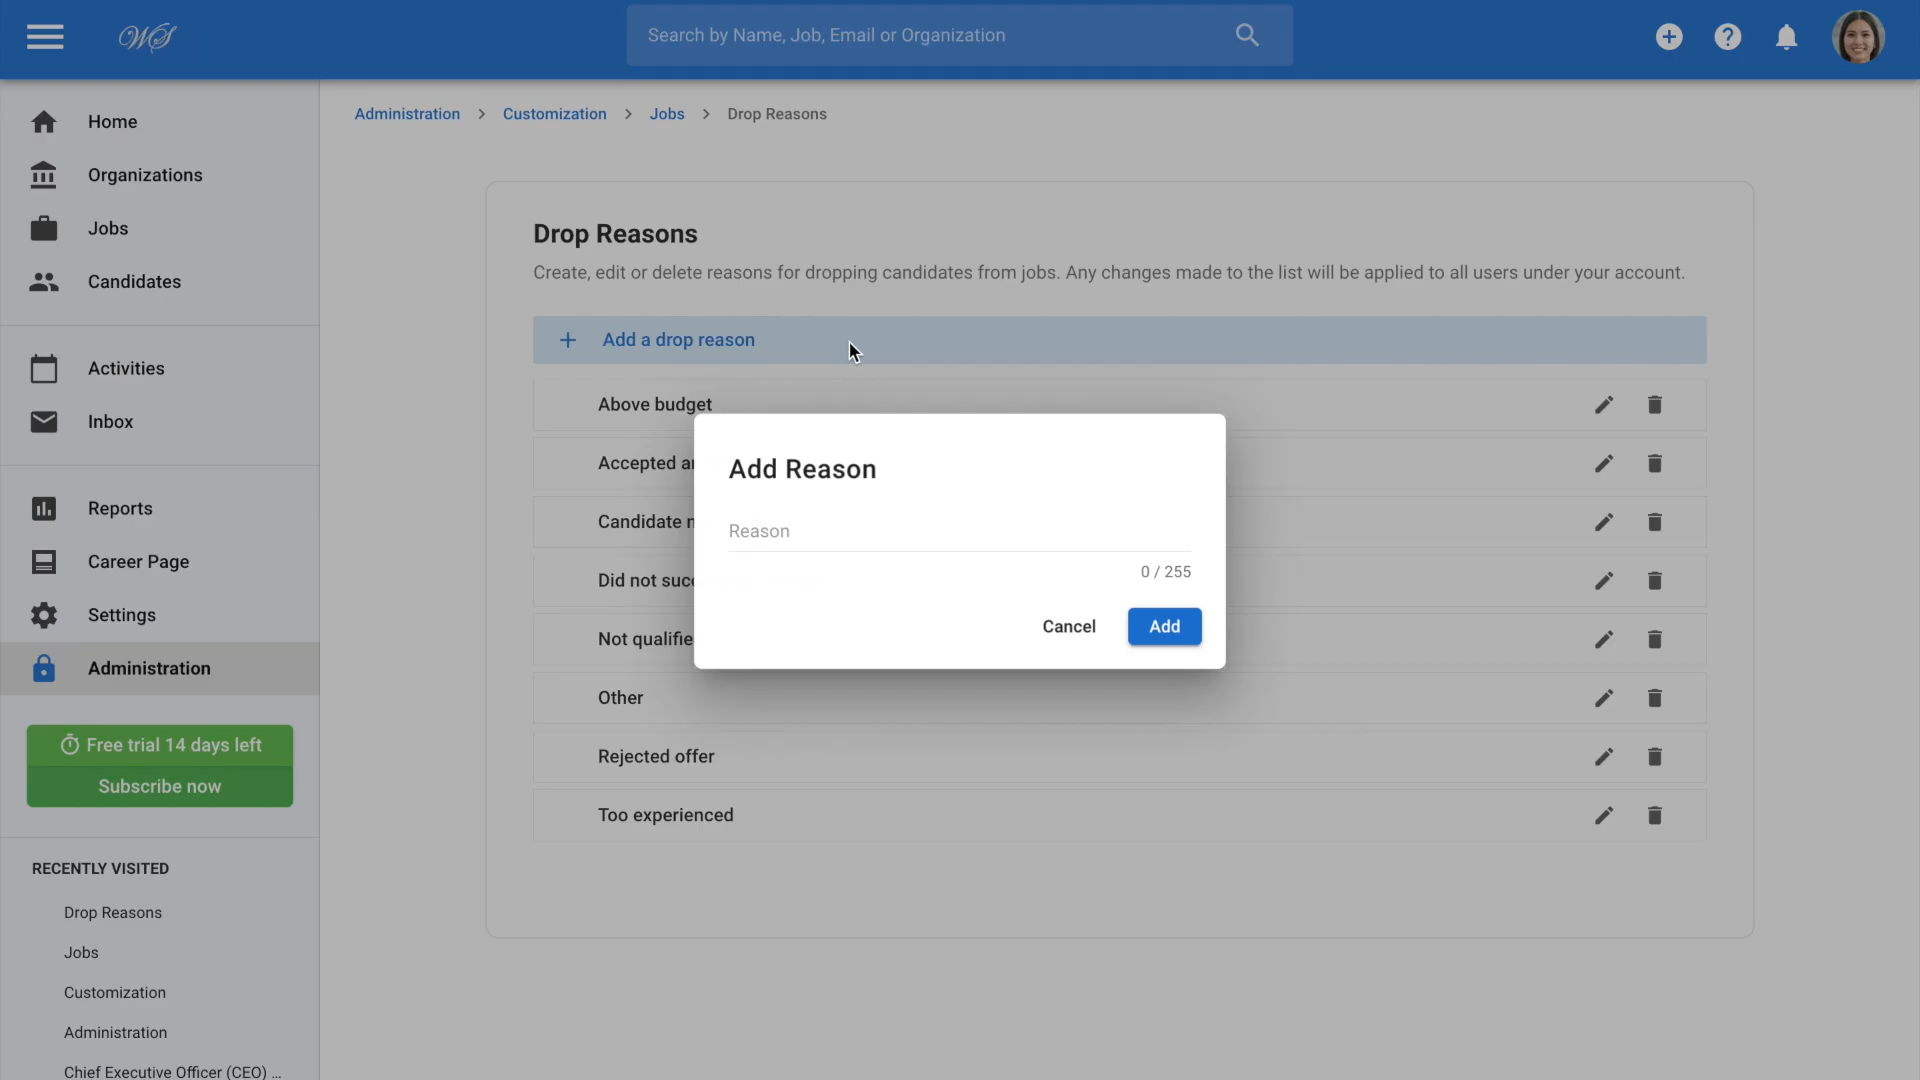 WS
Search by Name, Job, Email or Organization
Home
Organizations
Jobs
Candidates
Activities
Inbox
Reports
Career Page
Settings
Administration
Free trial 14 days left
Subscribe now
RECENTLY VISITED
Drop Reasons
Jobs
Customization
Administration
Chief Executive Officer (CEO) ...
Administration > Customization > Jobs > Drop Reasons
Drop Reasons
Create, edit or delete reasons for dropping candidates from jobs. Any changes made to the list will be applied to all users under your account.
+ Add a drop reason
Above budget
Accepted
Candidate
Did not
Other
Rejected offer
Too experienced
Add Reason
Reason
0 / 255
Cancel
Add